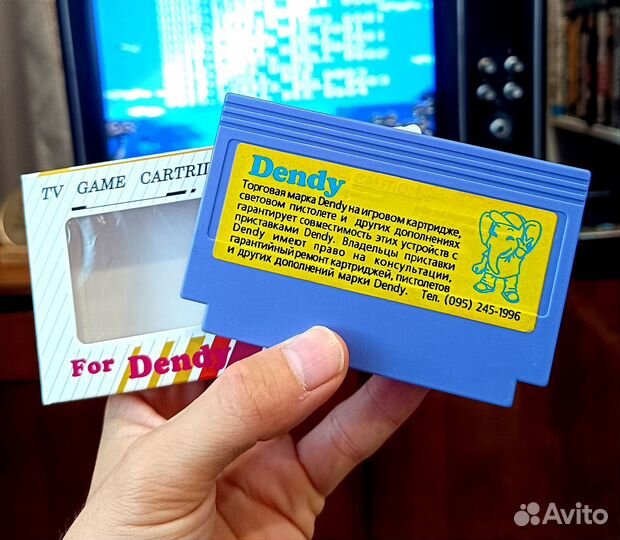 TV GAME CARTRI
For Dendy
Dendy
Торговая марка Dendy на игровом картридже,
световом пистолете и других дополнениях
гарантирует совместимость этих устройств с
приставками Dendy. Владельцы приставки
Dendy имеют право на консультации,
гарантийный ремонт картриджей, пистолетов
и других дополнений марки Dendy. Тел. (095) 245-1996
Avito